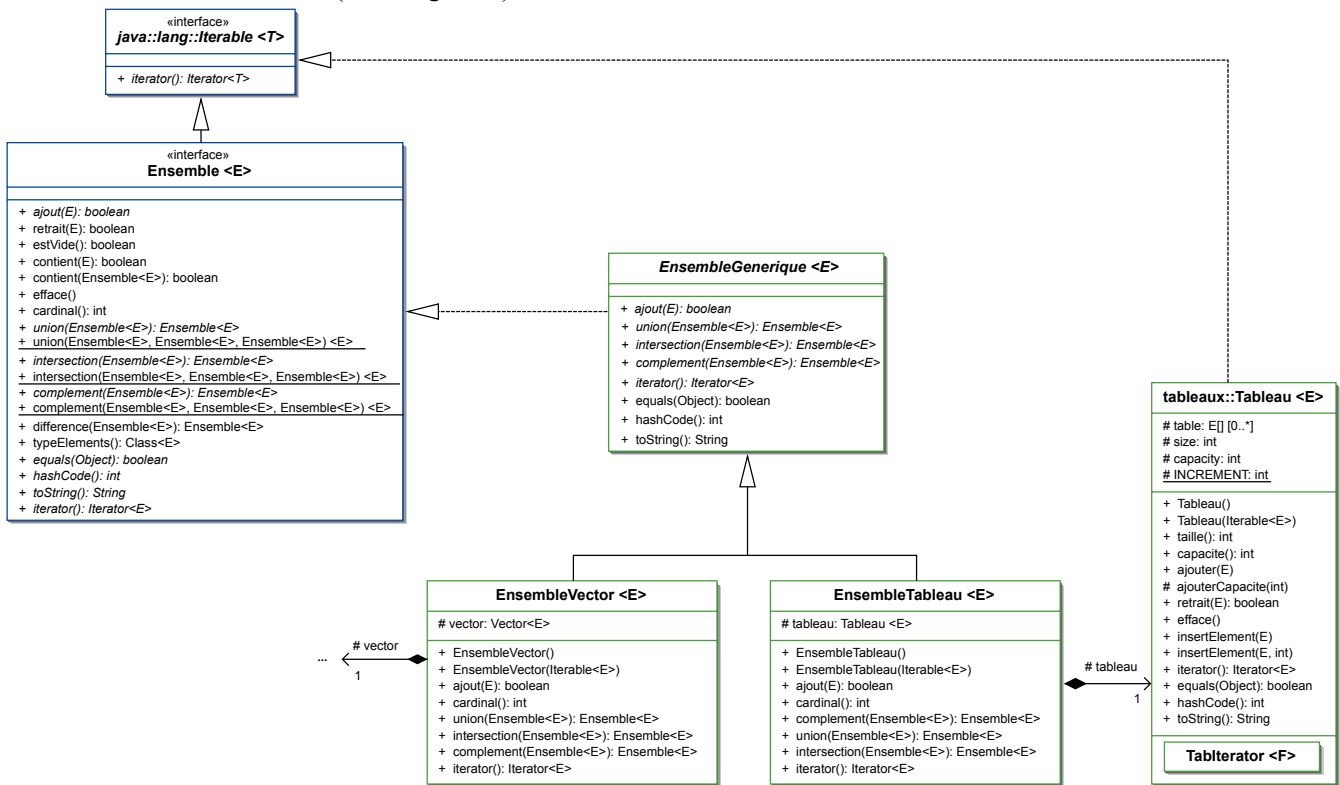 «interface»
java::lang::Iterable <T>
+ iterator(): Iterator<T>
«interface»
Ensemble <E>
+ ajout(E): boolean
+ retrait(E): boolean
+ estVide(): boolean
+ contient(E): boolean
+ contient(Ensemble<E>): boolean
+ efface()
+ cardinal(): int
+ union(Ensemble<E>): Ensemble<E>
+ union(Ensemble<E>, Ensemble<E>, Ensemble<E>) <E>
+ intersection(Ensemble<E>): Ensemble<E>
+ intersection(Ensemble<E>, Ensemble<E>, Ensemble<E>) <E>
+ complement(Ensemble<E>): Ensemble<E>
+ complement(Ensemble<E>, Ensemble<E>, Ensemble<E>) <E>
+ difference(Ensemble<E>): Ensemble<E>
+ typeElements(): Class<E>
+ equals(Object): boolean
+ hashCode(): int
+ toString(): String
+ iterator(): Iterator<E>
EnsembleGenerique <E>
+ ajout(E): boolean
+ union(Ensemble<E>): Ensemble<E>
+ intersection(Ensemble<E>): Ensemble<E>
+ complement(Ensemble<E>): Ensemble<E>
+ iterator(): Iterator<E>
+ equals(Object): boolean
+ hashCode(): int
+ toString(): String
... # vector
1
EnsembleVector <E>
# vector: Vector<E>
+ EnsembleVector()
+ EnsembleVector(Iterable<E>)
+ ajout(E): boolean
+ cardinal(): int
+ union(Ensemble<E>): Ensemble<E>
+ intersection(Ensemble<E>): Ensemble<E>
+ complement(Ensemble<E>): Ensemble<E>
+ iterator(): Iterator<E>
EnsembleTableau <E>
# tableau: Tableau <E>
+ EnsembleTableau()
+ EnsembleTableau(Iterable<E>)
+ ajout(E): boolean
+ cardinal(): int
+ complement(Ensemble<E>): Ensemble<E>
+ union(Ensemble<E>): Ensemble<E>
+ intersection(Ensemble<E>): Ensemble<E>
+ iterator(): Iterator<E>
# tableau
1
tableaux::Tableau <E>
# table: E[] [0..*]
# size: int
# capacity: int
# INCREMENT: int
+ Tableau()
+ Tableau(Iterable<E>)
+ taille(): int
+ capacite(): int
+ ajouter(E)
# ajouterCapacite(int)
+ retrait(E): boolean
+ efface()
+ insertElement(E)
+ insertElement(E, int)
+ iterator(): Iterator<E>
+ equals(Object): boolean
+ hashCode(): int
+ toString(): String
TabIterator <F>